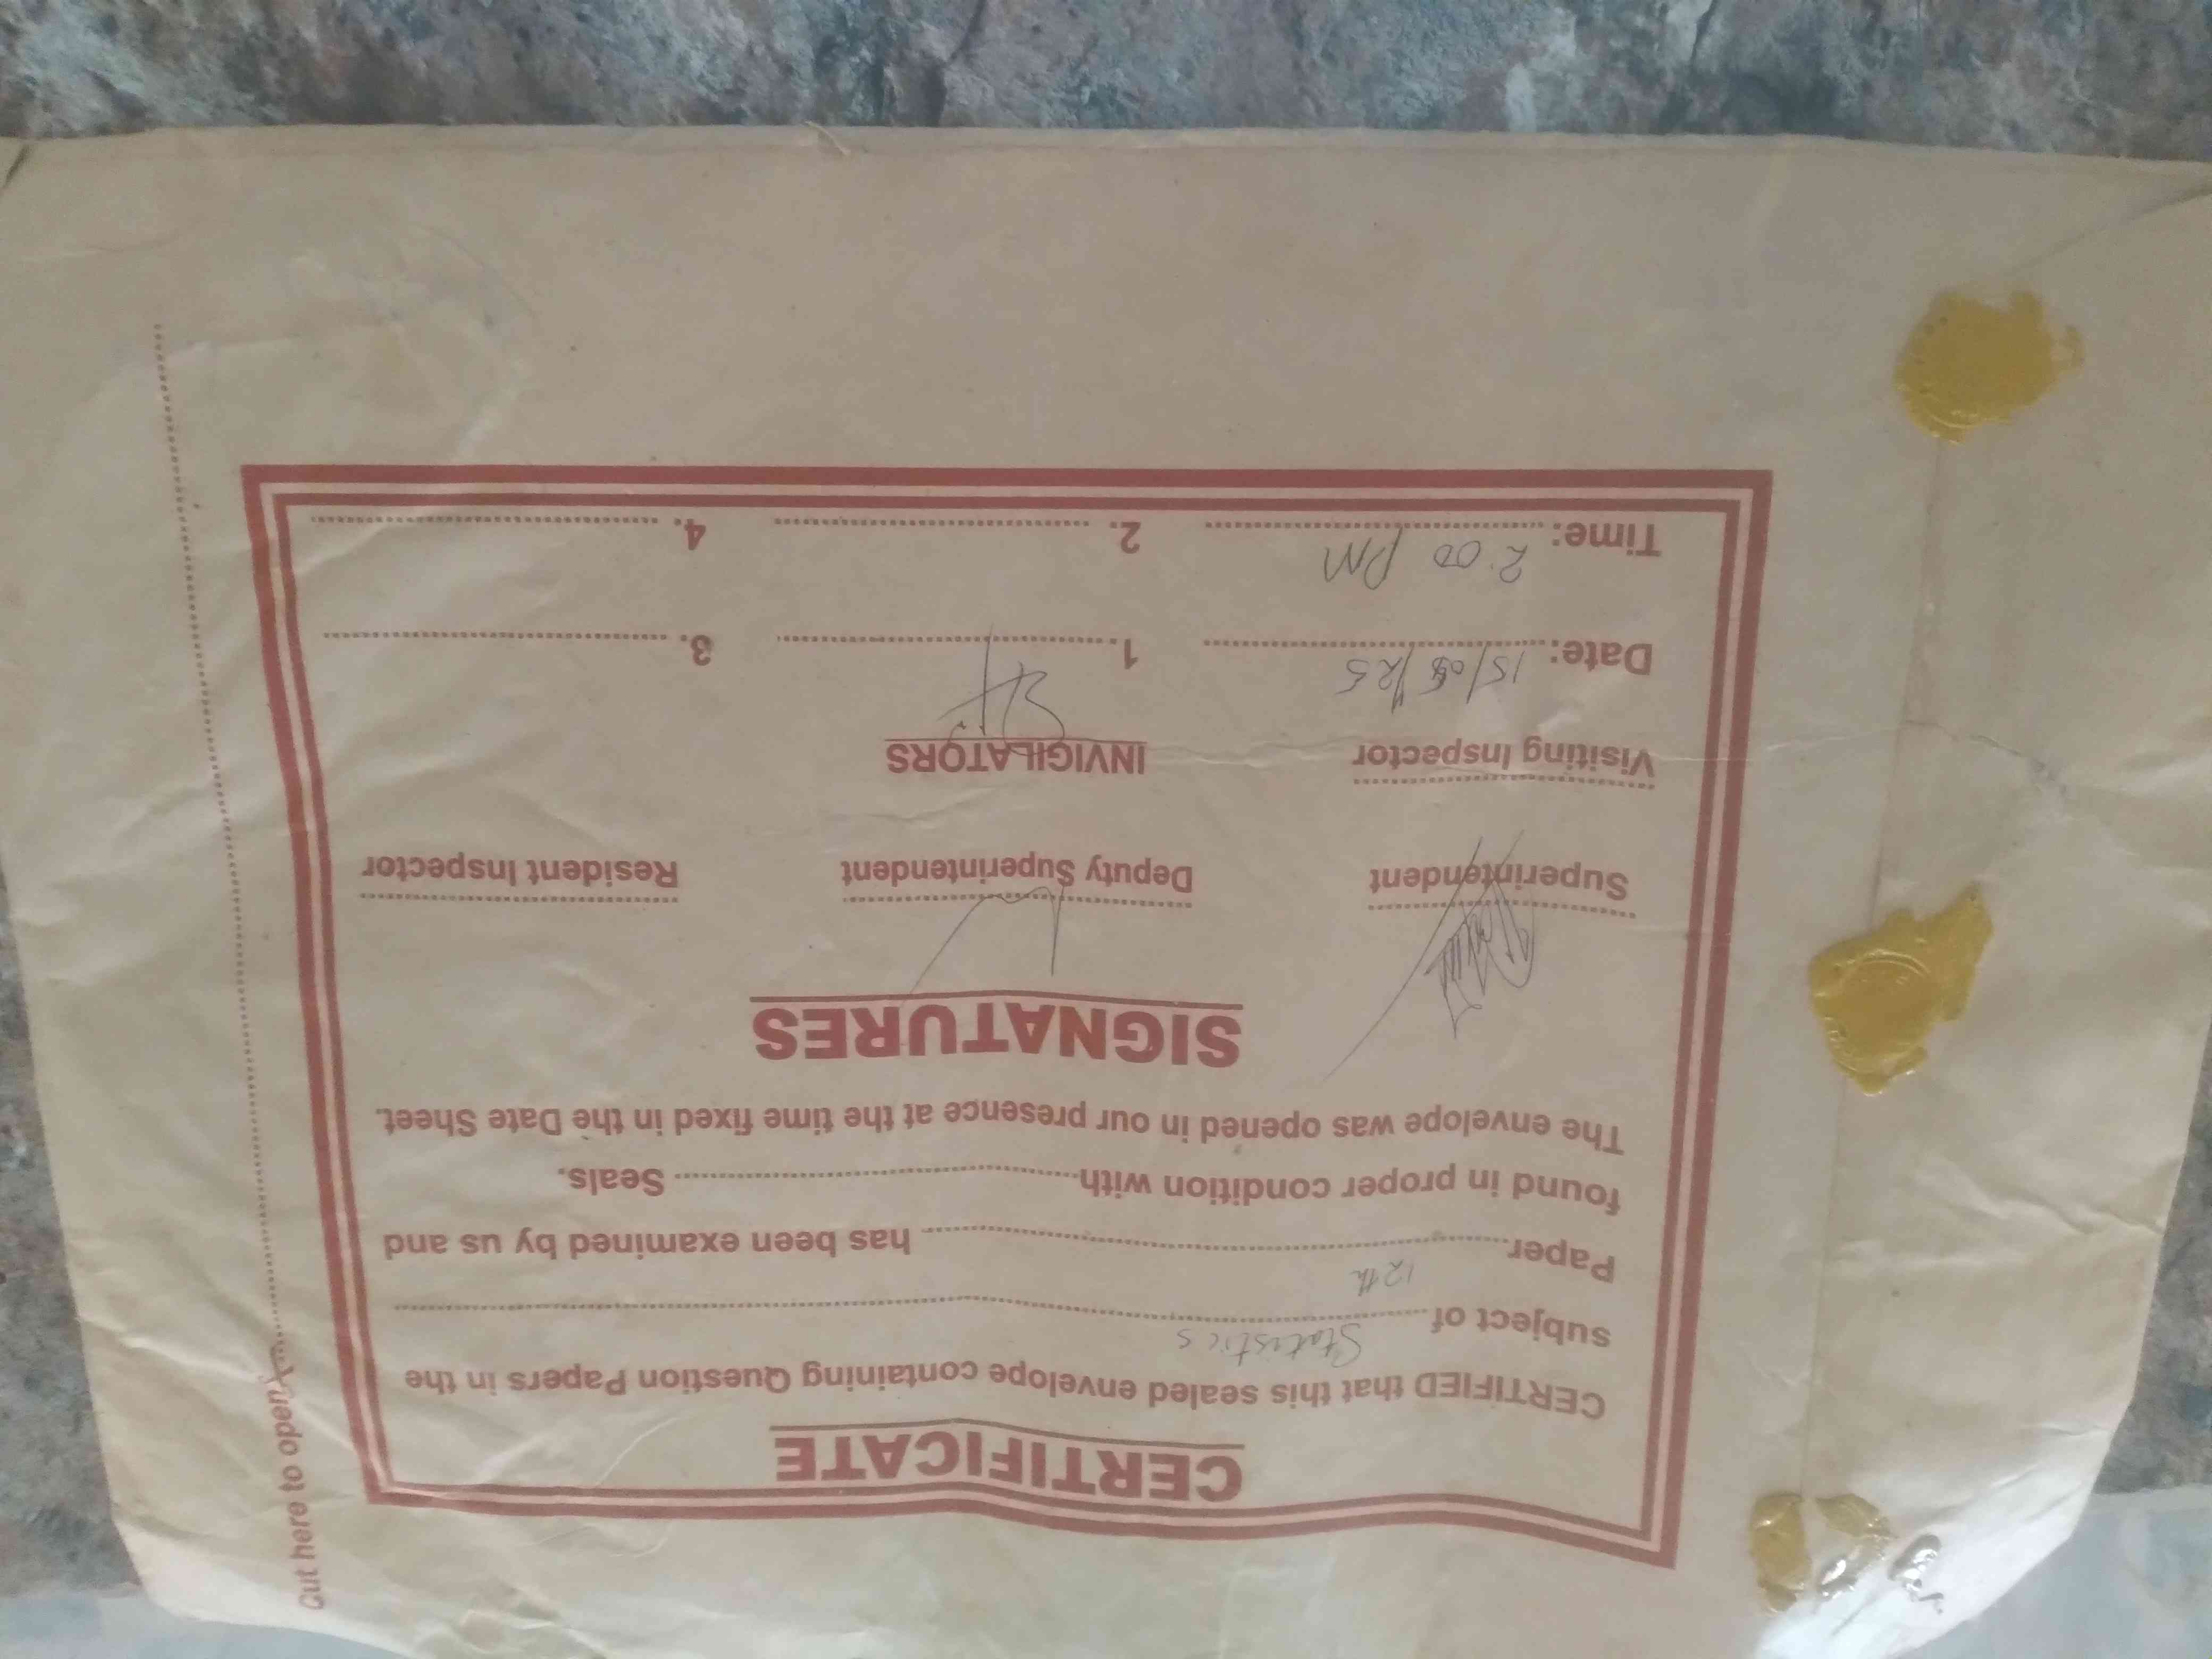 CERTIFICATE
CERTIFIED that this sealed envelope containing Question Papers in the
subject of Statistics
Paper 12th has been examined by us and
found in proper condition with Seals.
The envelope was opened in our presence at the time fixed in the Date Sheet.
SIGNATURES
Superintendent Deputy Superintendent Resident Inspector
Visiting Inspector INVIGILATORS
Date: 15/05/25 1. 3.
Time: 2:00 PM 2. 4.
Cut here to open